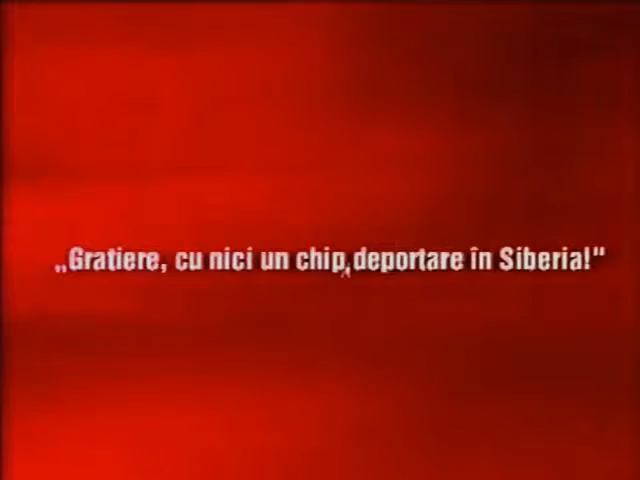 „Gratiere, cu nici un chip, deportare în Siberia!“